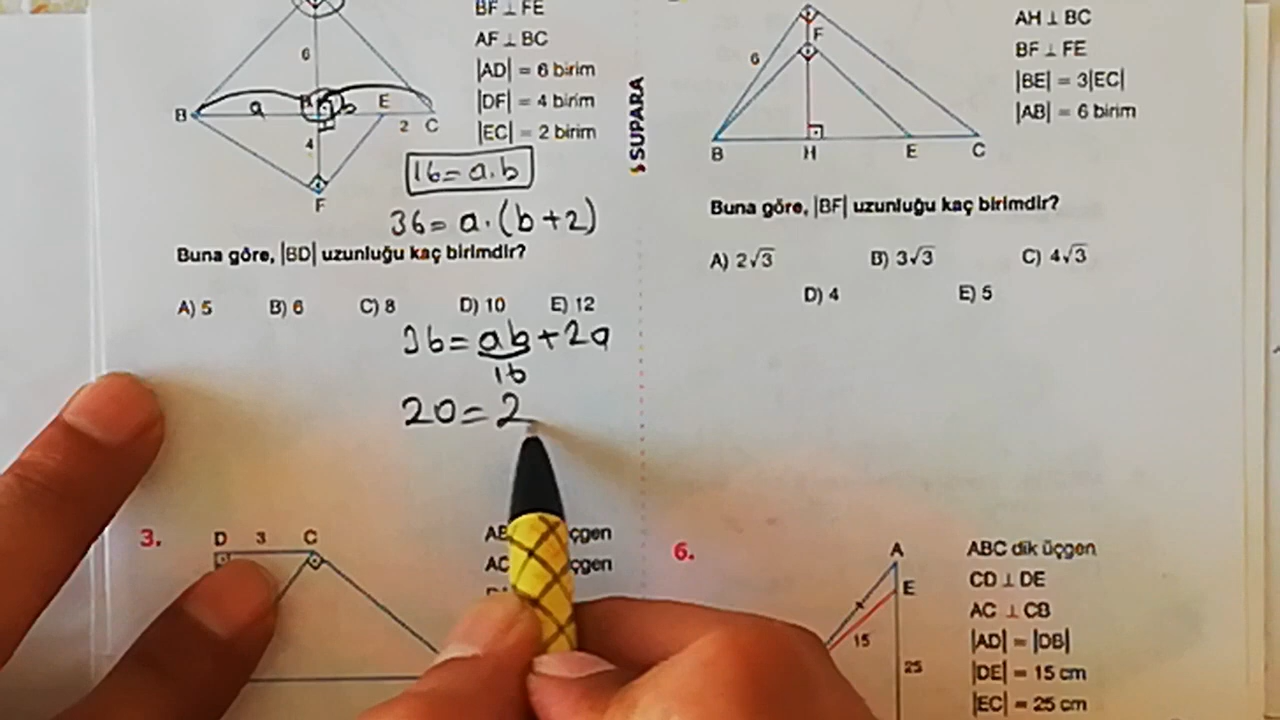 BF ⊥ FE
AF ⊥ BC
|AD| = 6 birim
|DF| = 4 birim
|EC| = 2 birim
6
B
a
b
E
2
C
4
F
16=a.b
36=a.(b+2)
Buna göre, |BD| uzunluğu kaç birimdir?
A) 5 B) 6 C) 8 D) 10 E) 12
36=ab+2a
16
20=2
SUPARA
F
6
B H E C
AH ⊥ BC
BF ⊥ FE
|BE| = 3|EC|
|AB| = 6 birim
Buna göre, |BF| uzunluğu kaç birimdir?
A) 2√3 B) 3√3 C) 4√3
D) 4 E) 5
3.
D 3 C
çgen
çgen
6.
A
E
15
25
ABC dik üçgen
CD ⊥ DE
AC ⊥ CB
|AD| = |DB|
|DE| = 15 cm
|EC| = 25 cm